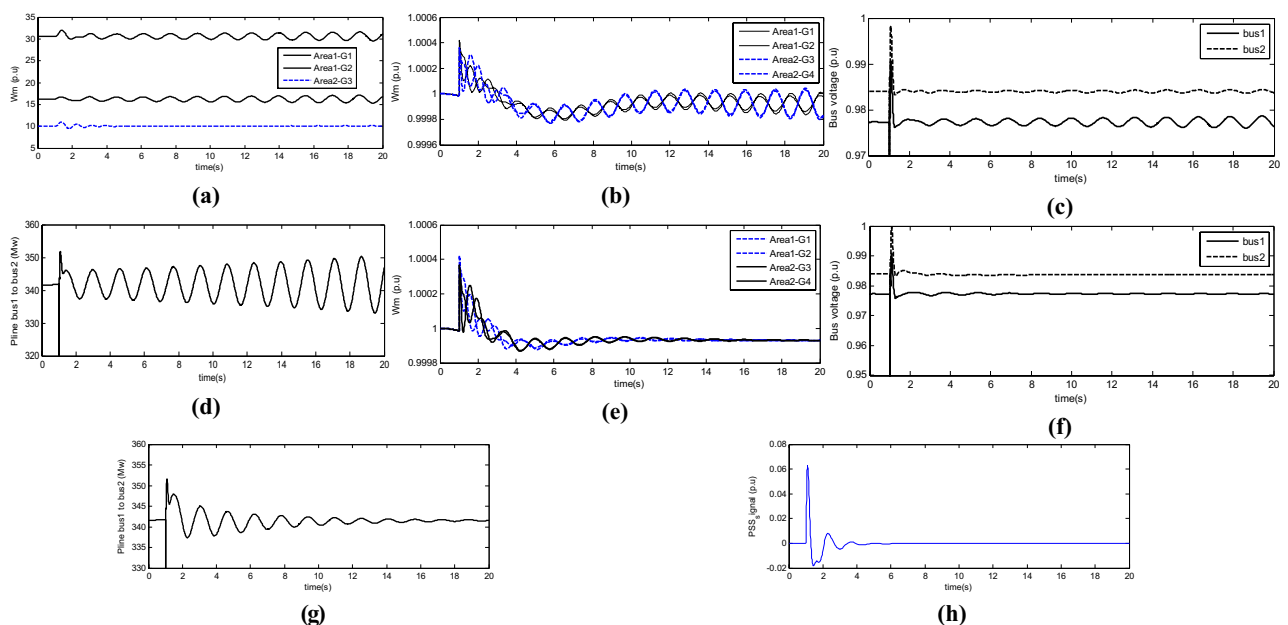 35
30
25
20
15
10
5
Wm (p.u)
Area1-G1
Area1-G2
Area2-G3
0 2 4 6 8 10 12 14 16 18 20
time(s)
(a)
1.0006
1.0004
1.0002
1
0.9998
0.9996
Wm (p.u)
Area1-G1
Area1-G2
Area2-G3
Area2-G4
0 2 4 6 8 10 12 14 16 18 20
time(s)
(b)
1
0.99
0.98
0.97
Bus voltage (p.u)
bus1
bus2
0 2 4 6 8 10 12 14 16 18 20
time(s)
(c)
360
350
340
330
320
Pline bus1 to bus2 (Mw)
0 2 4 6 8 10 12 14 16 18 20
time(s)
(d)
1.0006
1.0004
1.0002
1
0.9998
Wm (p.u)
Area1-G1
Area1-G2
Area2-G3
Area2-G4
0 2 4 6 8 10 12 14 16 18 20
time(s)
(e)
1
0.99
0.98
0.97
0.96
0.95
Bus voltage (p.u)
bus1
bus2
0 2 4 6 8 10 12 14 16 18 20
time(s)
(f)
360
355
350
345
340
335
330
Pline bus1 to bus2 (Mw)
0 2 4 6 8 10 12 14 16 18 20
time(s)
(g)
0.08
0.06
0.04
0.02
0
-0.02
PSS_signal (p.u)
0 2 4 6 8 10 12 14 16 18 20
time(s)
(h)